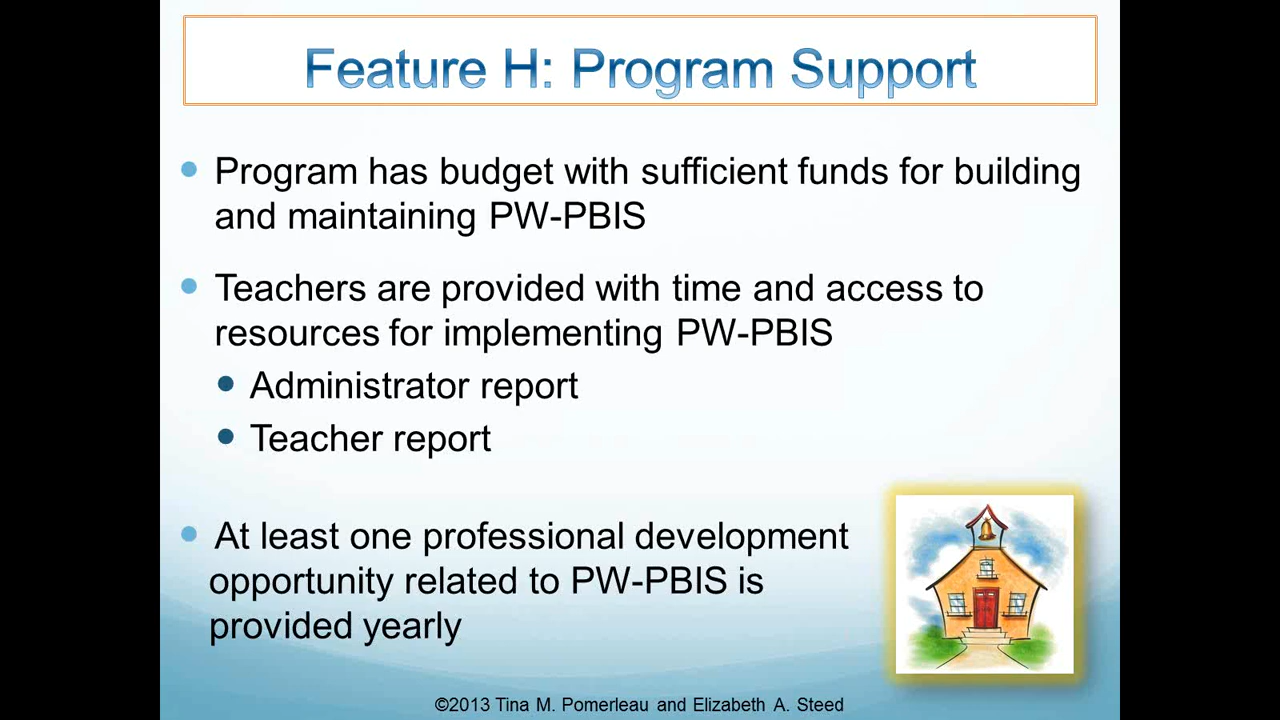 Feature H: Program Support
• Program has budget with sufficient funds for building
and maintaining PW-PBIS
• Teachers are provided with time and access to
resources for implementing PW-PBIS
• Administrator report
• Teacher report
• At least one professional development
opportunity related to PW-PBIS is
provided yearly
©2013 Tina M. Pomerleau and Elizabeth A. Steed